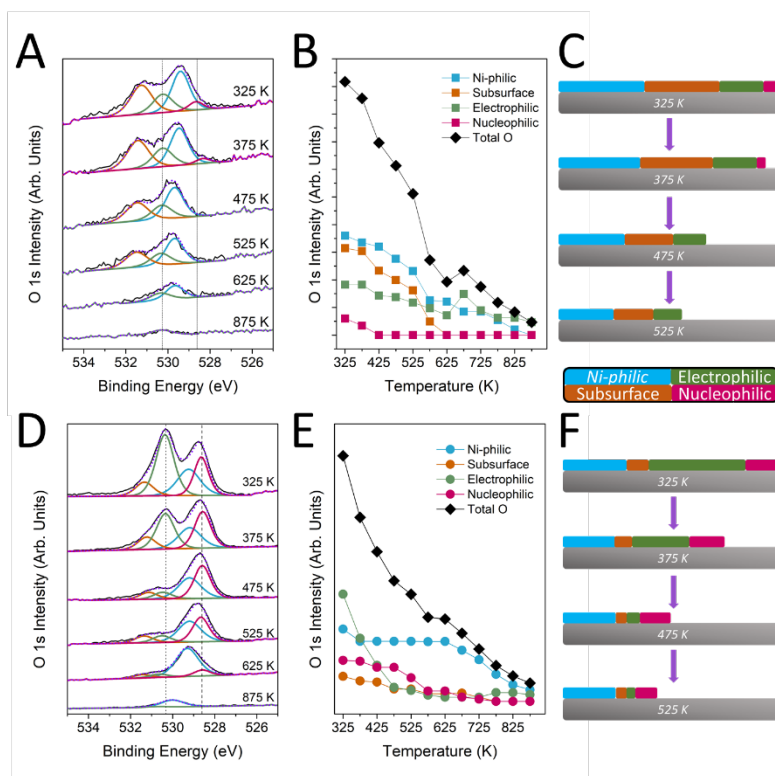 A
325 K
375 K
475 K
525 K
625 K
875 K
O 1s Intensity (Arb. Units)
534 532 530 528 526
Binding Energy (eV)
B
Ni-philic
Subsurface
Electrophilic
Nucleophilic
Total O
O 1s Intensity (Arb. Units)
325 425 525 625 725 825
Temperature (K)
C
325 K
375 K
475 K
525 K
Ni-philic Electrophilic
Subsurface Nucleophilic
D
325 K
375 K
475 K
525 K
625 K
875 K
O 1s Intensity (Arb. Units)
534 532 530 528 526
Binding Energy (eV)
E
Ni-philic
Subsurface
Electrophilic
Nucleophilic
Total O
O 1s Intensity (Arb. Units)
325 425 525 625 725 825
Temperature (K)
F
325 K
375 K
475 K
525 K